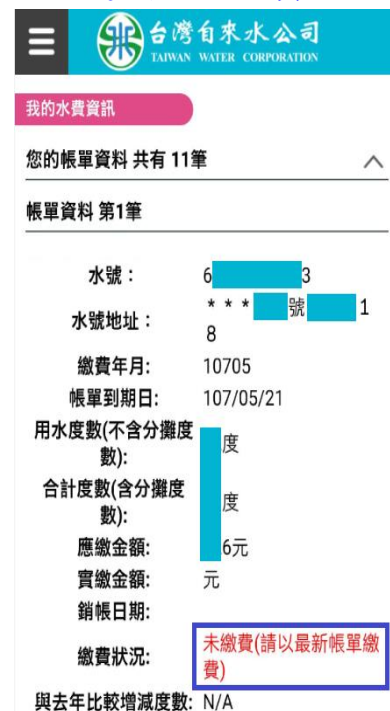 台灣自來水公司
TAIWAN WATER CORPORATION
我的水費資訊
您的帳單資料 共有 11筆
帳單資料 第1筆
水號： 6 3
水號地址： * * * 號 1
8
繳費年月: 10705
帳單到期日: 107/05/21
用水度數(不含分攤度
數): 度
合計度數(含分攤度
數): 度
應繳金額: 6元
實繳金額: 元
銷帳日期:
繳費狀況: 未繳費(請以最新帳單繳
費)
與去年比較增減度數: N/A